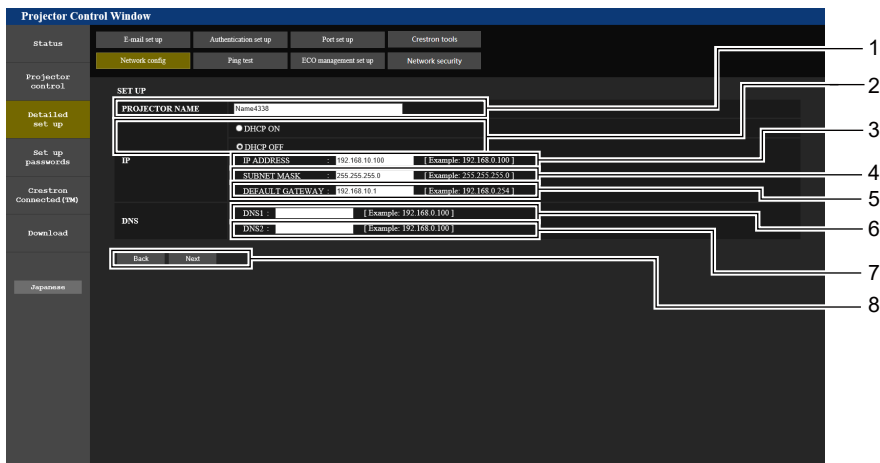 Projector Control Window
Status
Projector
control
Detailed
set up
Set up
passwords
Crestron
Connected(TM)
Download
Japanese
E-mail set up Authentication set up Port set up Crestron tools
Network config Ping test ECO management set up Network security
SET UP
PROJECTOR NAME Name4338
DHCP ON
DHCP OFF
IP
IP ADDRESS : 192.168.10.100 [ Example: 192.168.0.100 ]
SUBNET MASK : 255.255.255.0 [ Example: 255.255.255.0 ]
DEFAULT GATEWAY : 192.168.10.1 [ Example: 192.168.0.254 ]
DNS
DNS1 : [ Example: 192.168.0.100 ]
DNS2 : [ Example: 192.168.0.100 ]
Back Next
1
2
3
4
5
6
7
8